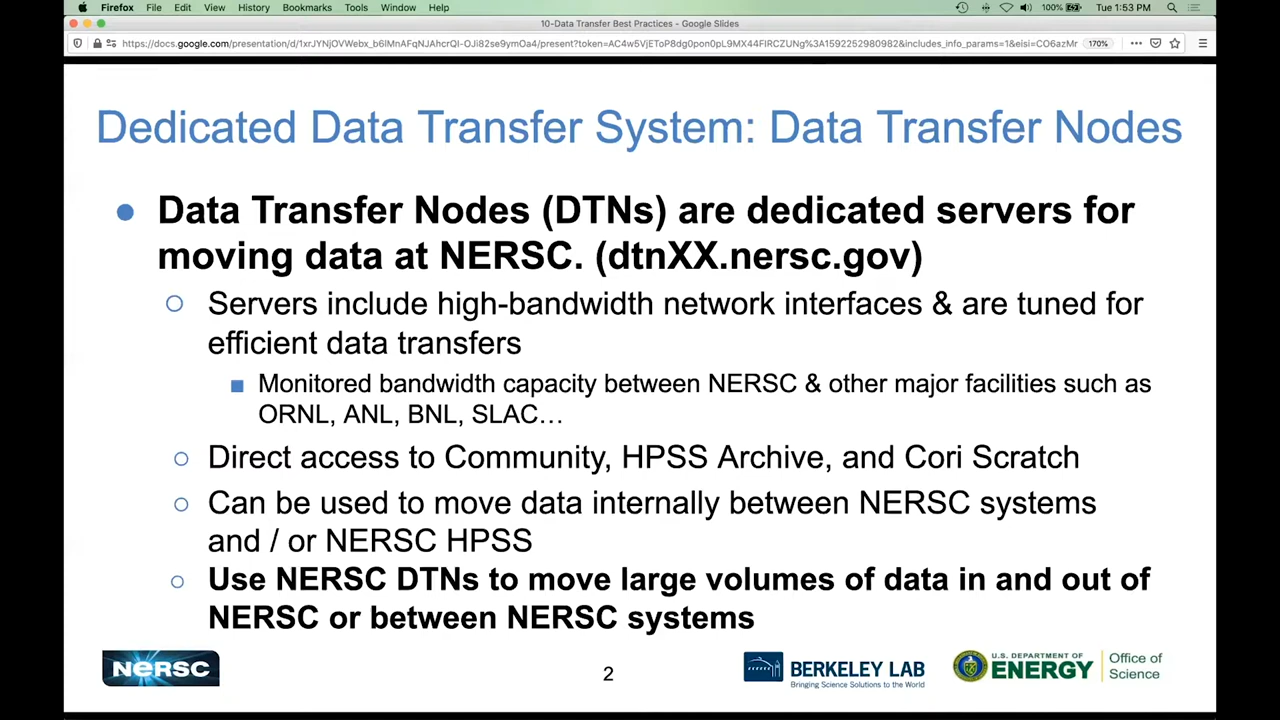 Firefox File Edit View History Bookmarks Tools Window Help 100% Tue 1:53 PM
10-Data Transfer Best Practices - Google Slides
170%
Dedicated Data Transfer System: Data Transfer Nodes
● Data Transfer Nodes (DTNs) are dedicated servers for
moving data at NERSC. (dtnXX.nersc.gov)
○ Servers include high-bandwidth network interfaces & are tuned for
efficient data transfers
■ Monitored bandwidth capacity between NERSC & other major facilities such as
ORNL, ANL, BNL, SLAC…
○ Direct access to Community, HPSS Archive, and Cori Scratch
○ Can be used to move data internally between NERSC systems
and / or NERSC HPSS
○ Use NERSC DTNs to move large volumes of data in and out of
NERSC or between NERSC systems
NERSC
2
BERKELEY LAB
Bringing Science Solutions to the World
U.S. DEPARTMENT OF
ENERGY
Office of
Science